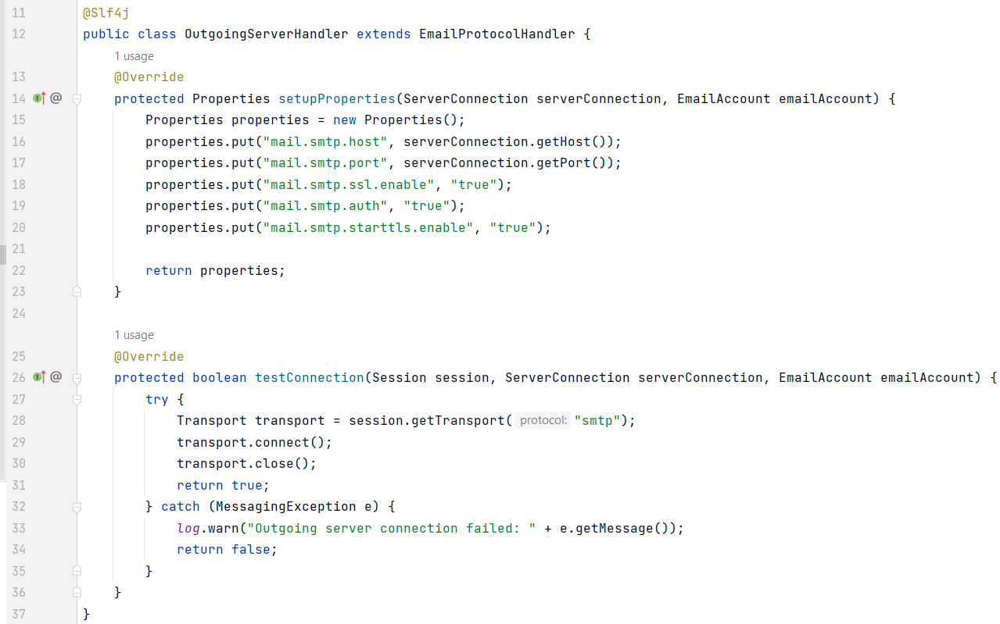 11 @Slf4j
12 public class OutgoingServerHandler extends EmailProtocolHandler {
1 usage
13 @Override
14 @ protected Properties setupProperties(ServerConnection serverConnection, EmailAccount emailAccount) {
15 Properties properties = new Properties();
16 properties.put("mail.smtp.host", serverConnection.getHost());
17 properties.put("mail.smtp.port", serverConnection.getPort());
18 properties.put("mail.smtp.ssl.enable", "true");
19 properties.put("mail.smtp.auth", "true");
20 properties.put("mail.smtp.starttls.enable", "true");
21
22 return properties;
23 }
24
1 usage
25 @Override
26 @ protected boolean testConnection(Session session, ServerConnection serverConnection, EmailAccount emailAccount) {
27 try {
28 Transport transport = session.getTransport( protocol: "smtp");
29 transport.connect();
30 transport.close();
31 return true;
32 } catch (MessagingException e) {
33 log.warn("Outgoing server connection failed: " + e.getMessage());
34 return false;
35 }
36 }
37 }